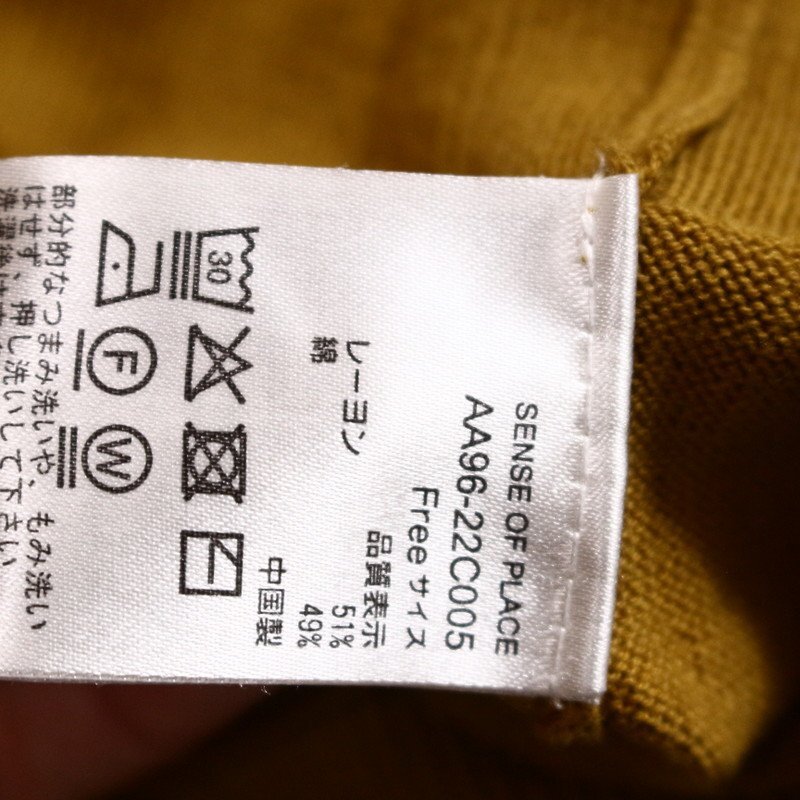 SENSE OF PLACE
AA96-22C005
Free サイズ
品質表示
レーヨン 51%
綿 49%
中国製
30
F W
部分的なつまみ洗いや、もみ洗い
はせず、押し洗いして下さい